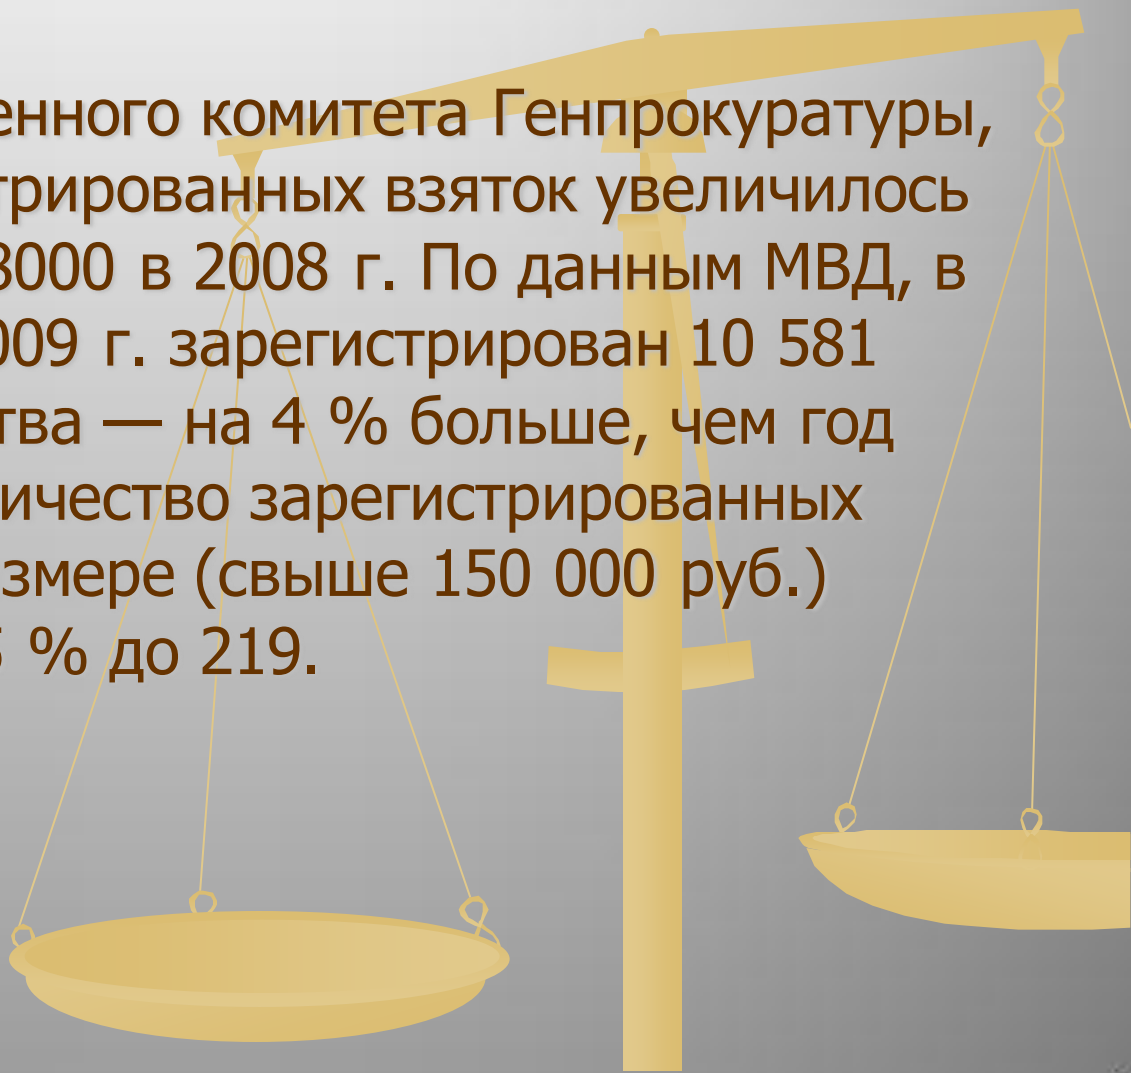 енного комитета Генпрокуратуры,
трированных взяток увеличилось
8000 в 2008 г. По данным МВД, в
009 г. зарегистрирован 10 581
тва — на 4 % больше, чем год
ичество зарегистрированных
змере (свыше 150 000 руб.)
% до 219.